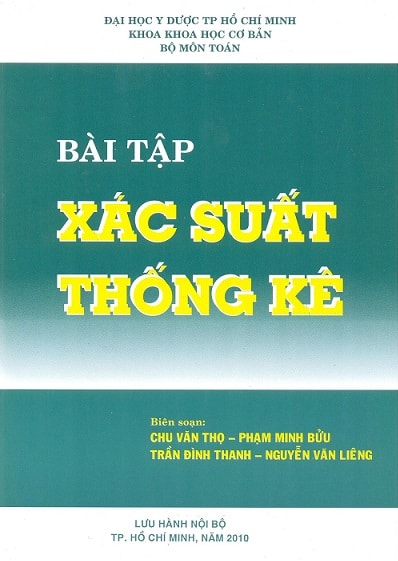 ĐẠI HỌC Y DƯỢC TP HỒ CHÍ MINH
KHOA KHOA HỌC CƠ BẢN
BỘ MÔN TOÁN
BÀI TẬP
XÁC SUẤT
THỐNG KÊ
Biên soạn:
CHU VĂN THỌ – PHẠM MINH BỬU
TRẦN ĐÌNH THANH – NGUYỄN VĂN LIÊNG
LƯU HÀNH NỘI BỘ
TP. HỒ CHÍ MINH, NĂM 2010